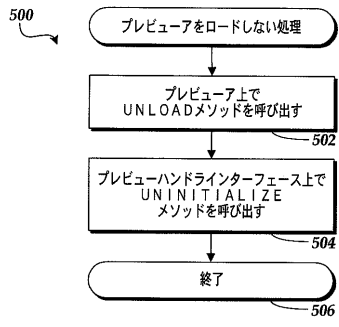 500
プレビューアをロードしない処理
プレビューア上で
UNLOADメソッドを呼び出す
502
プレビューハンドラインターフェース上で
UNINITIALIZE
メソッドを呼び出す
504
終了
506